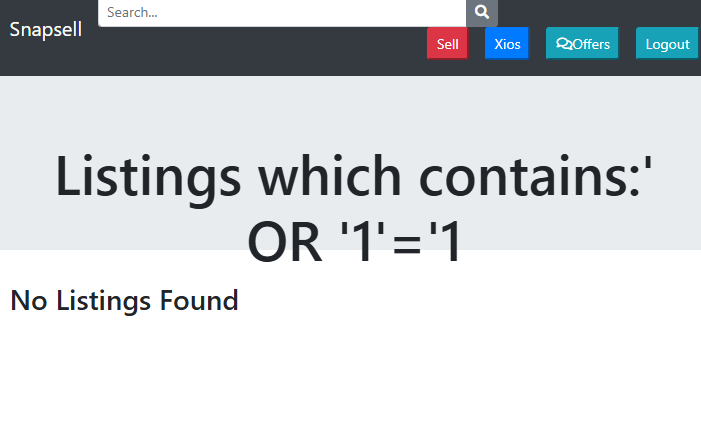 Snapsell
Search...
Sell
Xios
Offers
Logout
Listings which contains:'
OR '1'='1
No Listings Found